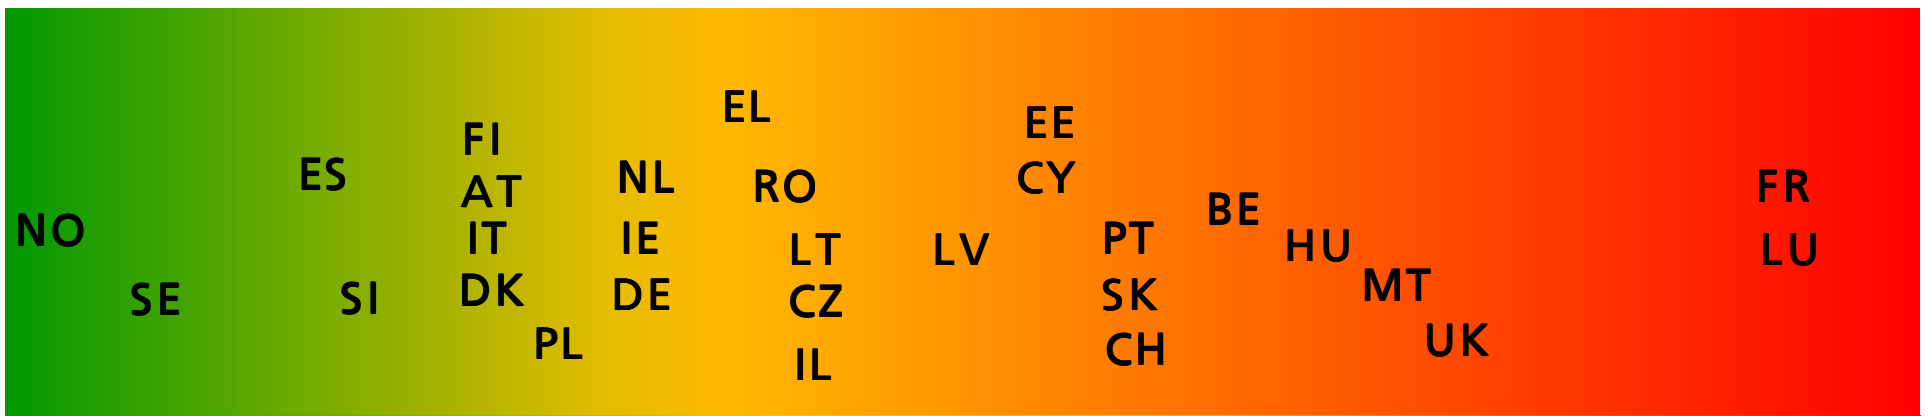 NO
SE
ES
SI
FI
AT
IT
DK
PL
NL
IE
DE
EL
RO
LT
CZ
IL
LV
EE
CY
PT
SK
CH
BE
HU
MT
UK
FR
LU